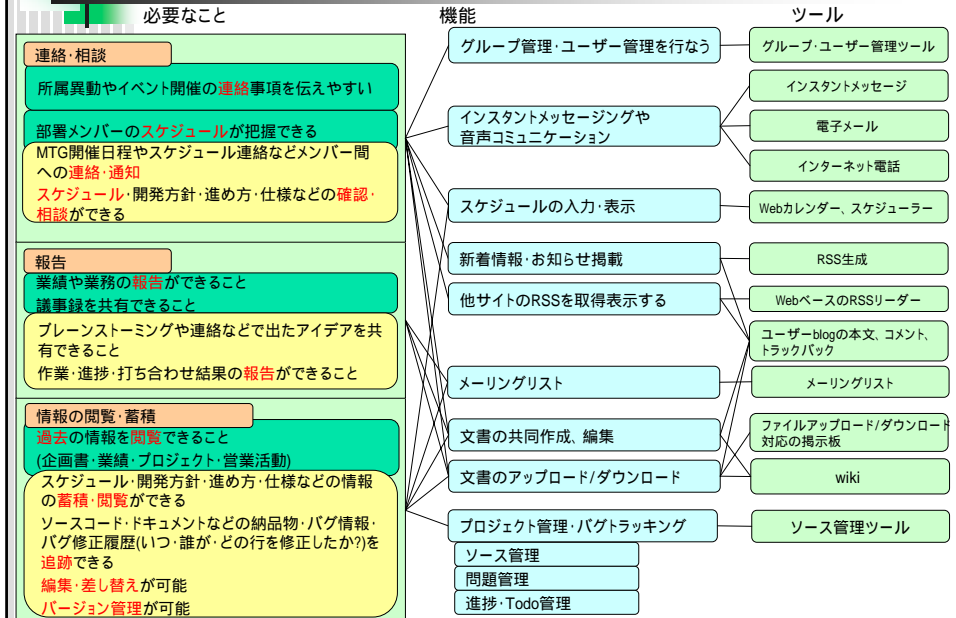 必要なこと
機能
ツール
連絡・相談
所属異動やイベント開催の連絡事項を伝えやすい
部署メンバーのスケジュールが把握できる
MTG開催日程やスケジュール連絡などメンバー間
への連絡・通知
スケジュール・開発方針・進め方・仕様などの確認・
相談ができる
報告
業績や業務の報告ができること
議事録を共有できること
ブレーンストーミングや連絡などで出たアイデアを共
有できること
作業・進捗・打ち合わせ結果の報告ができること
情報の閲覧・蓄積
過去の情報を閲覧できること
(企画書・業績・プロジェクト・営業活動)
スケジュール・開発方針・進め方・仕様などの情報
の蓄積・閲覧ができる
ソースコード・ドキュメントなどの納品物・バグ情報・
バグ修正履歴(いつ・誰が・どの行を修正したか?)を
追跡できる
編集・差し替えが可能
バージョン管理が可能
グループ管理・ユーザー管理を行なう
インスタントメッセージングや
音声コミュニケーション
スケジュールの入力・表示
新着情報・お知らせ掲載
他サイトのRSSを取得表示する
メーリングリスト
文書の共同作成、編集
文書のアップロード/ダウンロード
プロジェクト管理・バグトラッキング
ソース管理
問題管理
進捗・Todo管理
グループ・ユーザー管理ツール
インスタントメッセージ
電子メール
インターネット電話
Webカレンダー、スケジューラー
RSS生成
WebベースのRSSリーダー
ユーザーblogの本文、コメント、
トラックバック
メーリングリスト
ファイルアップロード/ダウンロード
対応の掲示板
wiki
ソース管理ツール